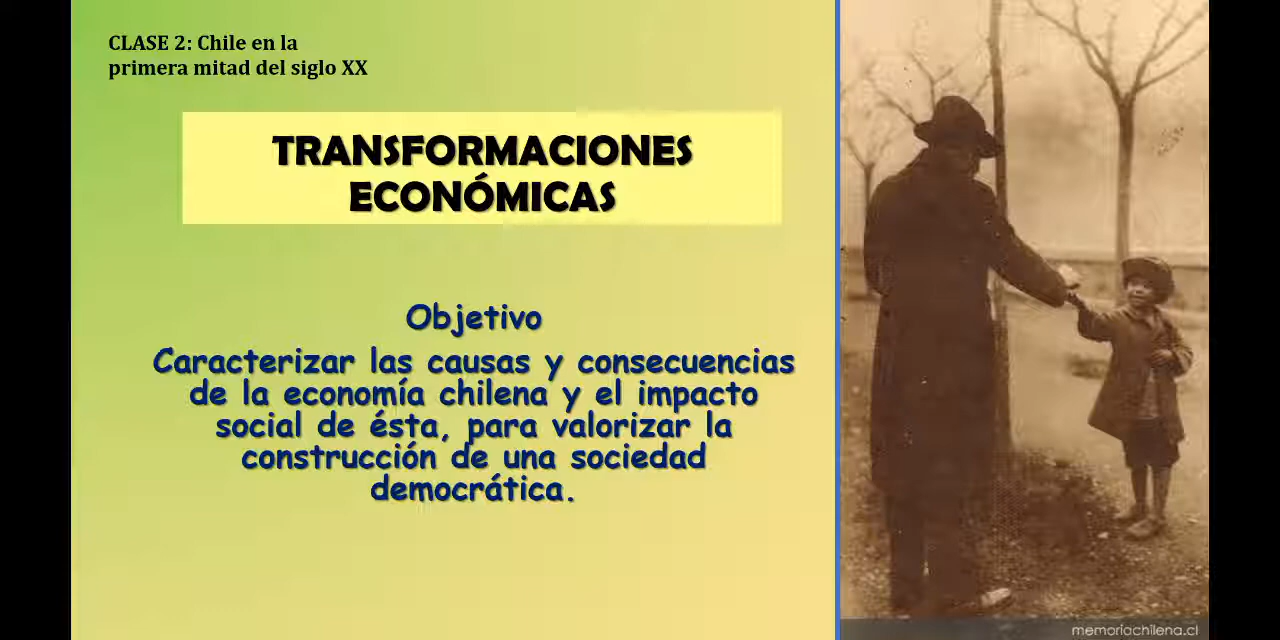 CLASE 2: Chile en la
primera mitad del siglo XX
TRANSFORMACIONES
ECONÓMICAS
Objetivo
Caracterizar las causas y consecuencias
de la economía chilena y el impacto
social de ésta, para valorizar la
construcción de una sociedad
democrática.
memoriachilena.cl